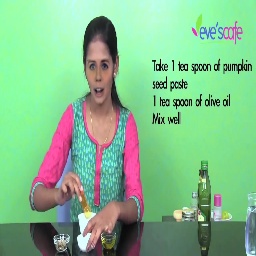 eve'scafe
Take 1 tea spoon of pumpkin
seed paste
1 tea spoon of olive oil
Mix well